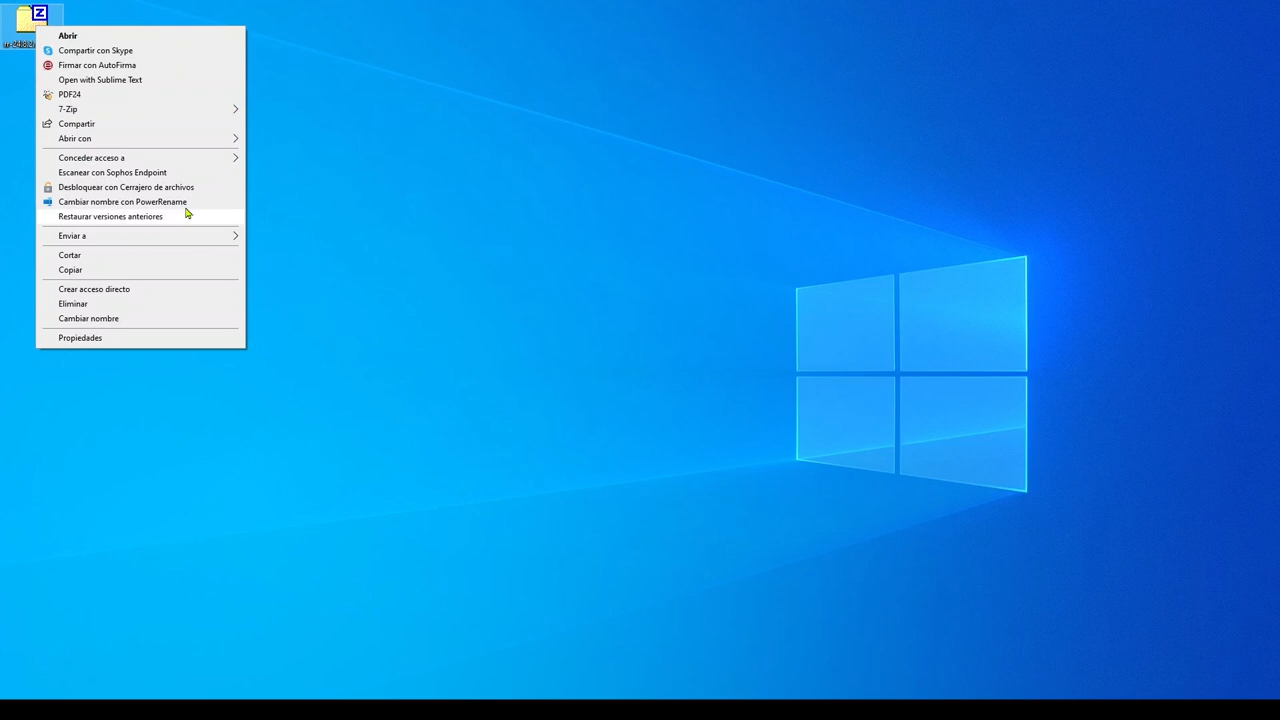 Abrir
Compartir con Skype
Firmar con AutoFirma
Open with Sublime Text
PDF24
7-Zip
Compartir
Abrir con
Conceder acceso a
Escanear con Sophos Endpoint
Desbloquear con Cerrajero de archivos
Cambiar nombre con PowerRename
Restaurar versiones anteriores
Enviar a
Cortar
Copiar
Crear acceso directo
Eliminar
Cambiar nombre
Propiedades